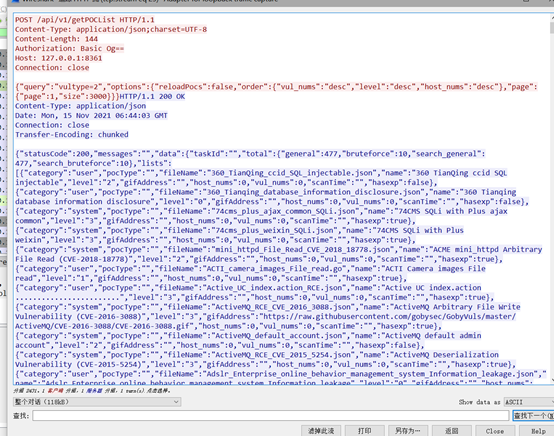 POST /api/v1/getPOCList HTTP/1.1
Content-Type: application/json;charset=UTF-8
Content-Length: 144
Authorization: Basic Og==
Host: 127.0.0.1:8361
Connection: close
{"query":"vultype=2","options":{"reloadPocs":false,"order":{"vul_nums":"desc","level":"desc","host_nums":"desc"},"page":
{"page":1,"size":3000}}}HTTP/1.1 200 OK
Content-Type: application/json
Date: Mon, 15 Nov 2021 06:44:03 GMT
Connection: close
Transfer-Encoding: chunked
{"statusCode":200,"messages":"","data":{"taskId":"","total":{"general":477,"bruteforce":10,"search_general":
477,"search_bruteforce":10},"lists":
[{"category":"user","pocType":"","fileName":"360_TianQing_ccid_SQL_injectable.json","name":"360 TianQing ccid SQL
injectable","level":"2","gifAddress":"","host_nums":0,"vul_nums":0,"scanTime":"","hasexp":false},
{"category":"user","pocType":"","fileName":"360_Tianqing_database_information_disclosure.json","name":"360 Tianqing
database information disclosure","level":"0","gifAddress":"","host_nums":0,"vul_nums":0,"scanTime":"","hasexp":false},
{"category":"system","pocType":"","fileName":"74cms_plus_ajax_common_SQLi.json","name":"74CMS SQLi with Plus ajax
common","level":"3","gifAddress":"","host_nums":0,"vul_nums":0,"scanTime":"","hasexp":true},
{"category":"system","pocType":"","fileName":"74cms_plus_weixin_SQLi.json","name":"74CMS SQLi with Plus
weixin","level":"3","gifAddress":"","host_nums":0,"vul_nums":0,"scanTime":"","hasexp":true},
{"category":"system","pocType":"","fileName":"mini_httpd_File_Read_CVE_2018_18778.json","name":"ACME mini_httpd Arbitrary
File Read (CVE-2018-18778)","level":"2","gifAddress":"","host_nums":0,"vul_nums":0,"scanTime":"","hasexp":true},
{"category":"user","pocType":"","fileName":"ACTI_camera_images_File_read.go","name":"ACTI Camera images File
read","level":"1","gifAddress":"","host_nums":0,"vul_nums":0,"scanTime":"","hasexp":true},
{"category":"user","pocType":"","fileName":"Active_UC_index.action_RCE.json","name":"Active UC index.action
","level":"3","gifAddress":"","host_nums":0,"vul_nums":0,"scanTime":"","hasexp":true},
{"category":"system","pocType":"","fileName":"ActiveMQ_RCE_CVE_2016_3088.json","name":"ActiveMQ Arbitrary File Write
Vulnerability (CVE-2016-3088)","level":"3","gifAddress":"https://raw.githubusercontent.com/gobysec/GobyVuls/master/
ActiveMQ/CVE-2016-3088/CVE-2016-3088.gif","host_nums":0,"vul_nums":0,"scanTime":"","hasexp":true},
{"category":"system","pocType":"","fileName":"ActiveMQ_default_account.json","name":"ActiveMQ default admin
account","level":"2","gifAddress":"","host_nums":0,"vul_nums":0,"scanTime":"","hasexp":false},
{"category":"system","pocType":"","fileName":"ActiveMQ_RCE_CVE_2015_5254.json","name":"ActiveMQ Deserialization
Vulnerability (CVE-2015-5254)","level":"3","gifAddress":"","host_nums":0,"vul_nums":0,"scanTime":"","hasexp":true},
{"category":"user","pocType":"","fileName":"Adslr_Enterprise_online_behavior_management_system_Information_leakage.json",
整个对话 (118kB)
Show data as ASCII
查找:
查找下一个(N)
滤掉此流
打印
另存为…
返回
Close
Help